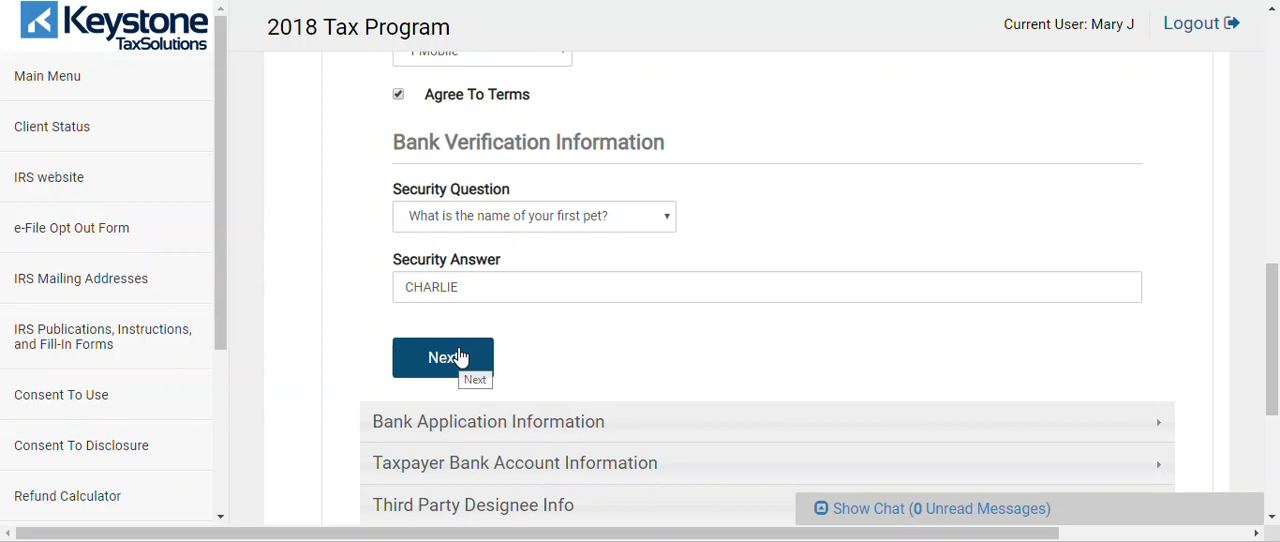 Keystone
TaxSolutions
2018 Tax Program
Current User: Mary J
Logout
Main Menu
Client Status
IRS website
e-File Opt Out Form
IRS Mailing Addresses
IRS Publications, Instructions,
and Fill-In Forms
Consent To Use
Consent To Disclosure
Refund Calculator
Agree To Terms
Bank Verification Information
Security Question
What is the name of your first pet?
Security Answer
CHARLIE
Next
Next
Bank Application Information
Taxpayer Bank Account Information
Third Party Designee Info
Show Chat (0 Unread Messages)